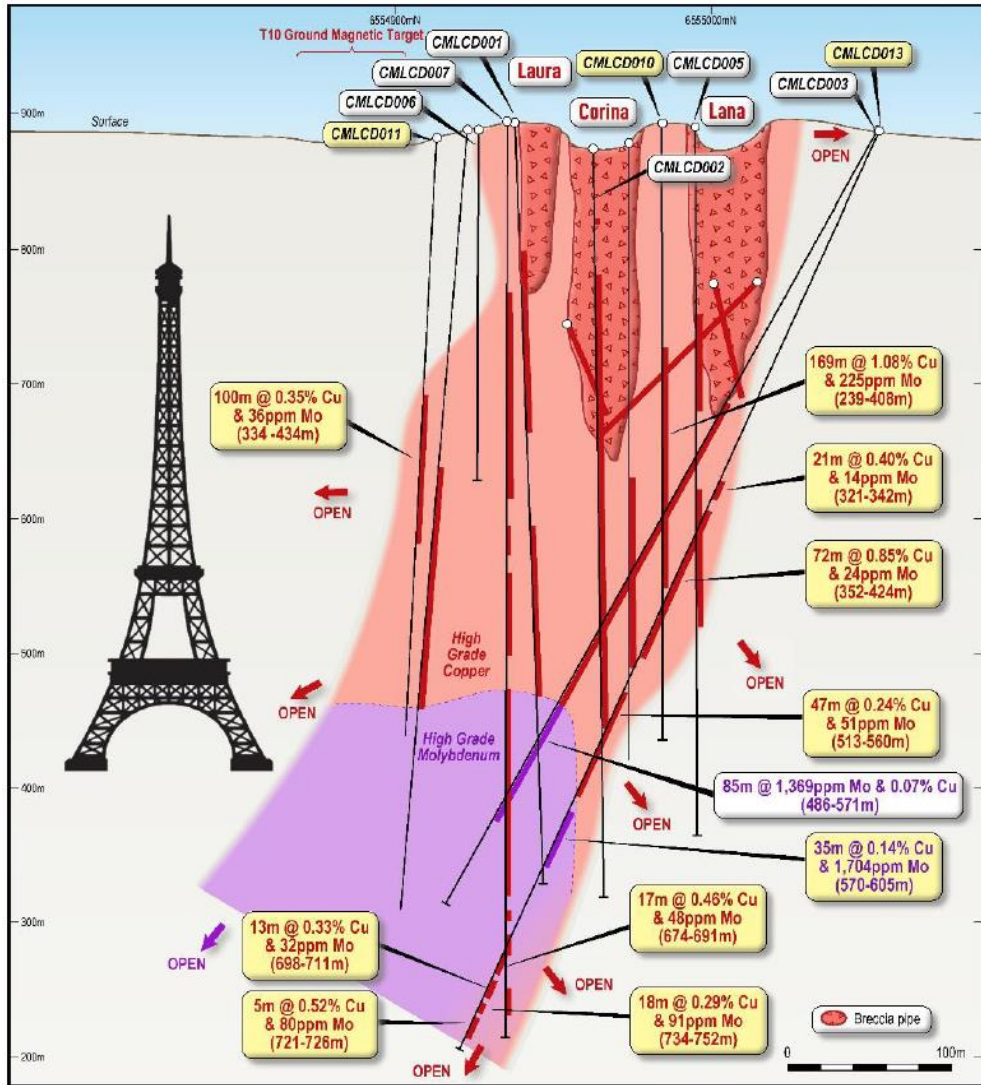 6554900mN
6555000mN
T10 Ground Magnetic Target
CMLCD001
CMLCD007
CMLCD006
CMLCD011
Laura
CMLCD010
CMLCD005
CMLCD013
CMLCD003
Corina
Lana
CMLCD002
Surface
OPEN
900m
800m
700m
600m
500m
400m
300m
200m
100m @ 0.35% Cu
& 36ppm Mo
(334 -434m)
OPEN
169m @ 1.08% Cu
& 225ppm Mo
(239-408m)
21m @ 0.40% Cu
& 14ppm Mo
(321-342m)
72m @ 0.85% Cu
& 24ppm Mo
(352-424m)
High
Grade
Copper
OPEN
OPEN
High Grade
Molybdenum
47m @ 0.24% Cu
& 51ppm Mo
(513-560m)
85m @ 1,369ppm Mo & 0.07% Cu
(486-571m)
OPEN
35m @ 0.14% Cu
& 1,704ppm Mo
(570-605m)
17m @ 0.46% Cu
& 48ppm Mo
(674-691m)
13m @ 0.33% Cu
& 32ppm Mo
(698-711m)
OPEN
OPEN
5m @ 0.52% Cu
& 80ppm Mo
(721-726m)
18m @ 0.29% Cu
& 91ppm Mo
(734-752m)
OPEN
Breccia pipe
0
100m